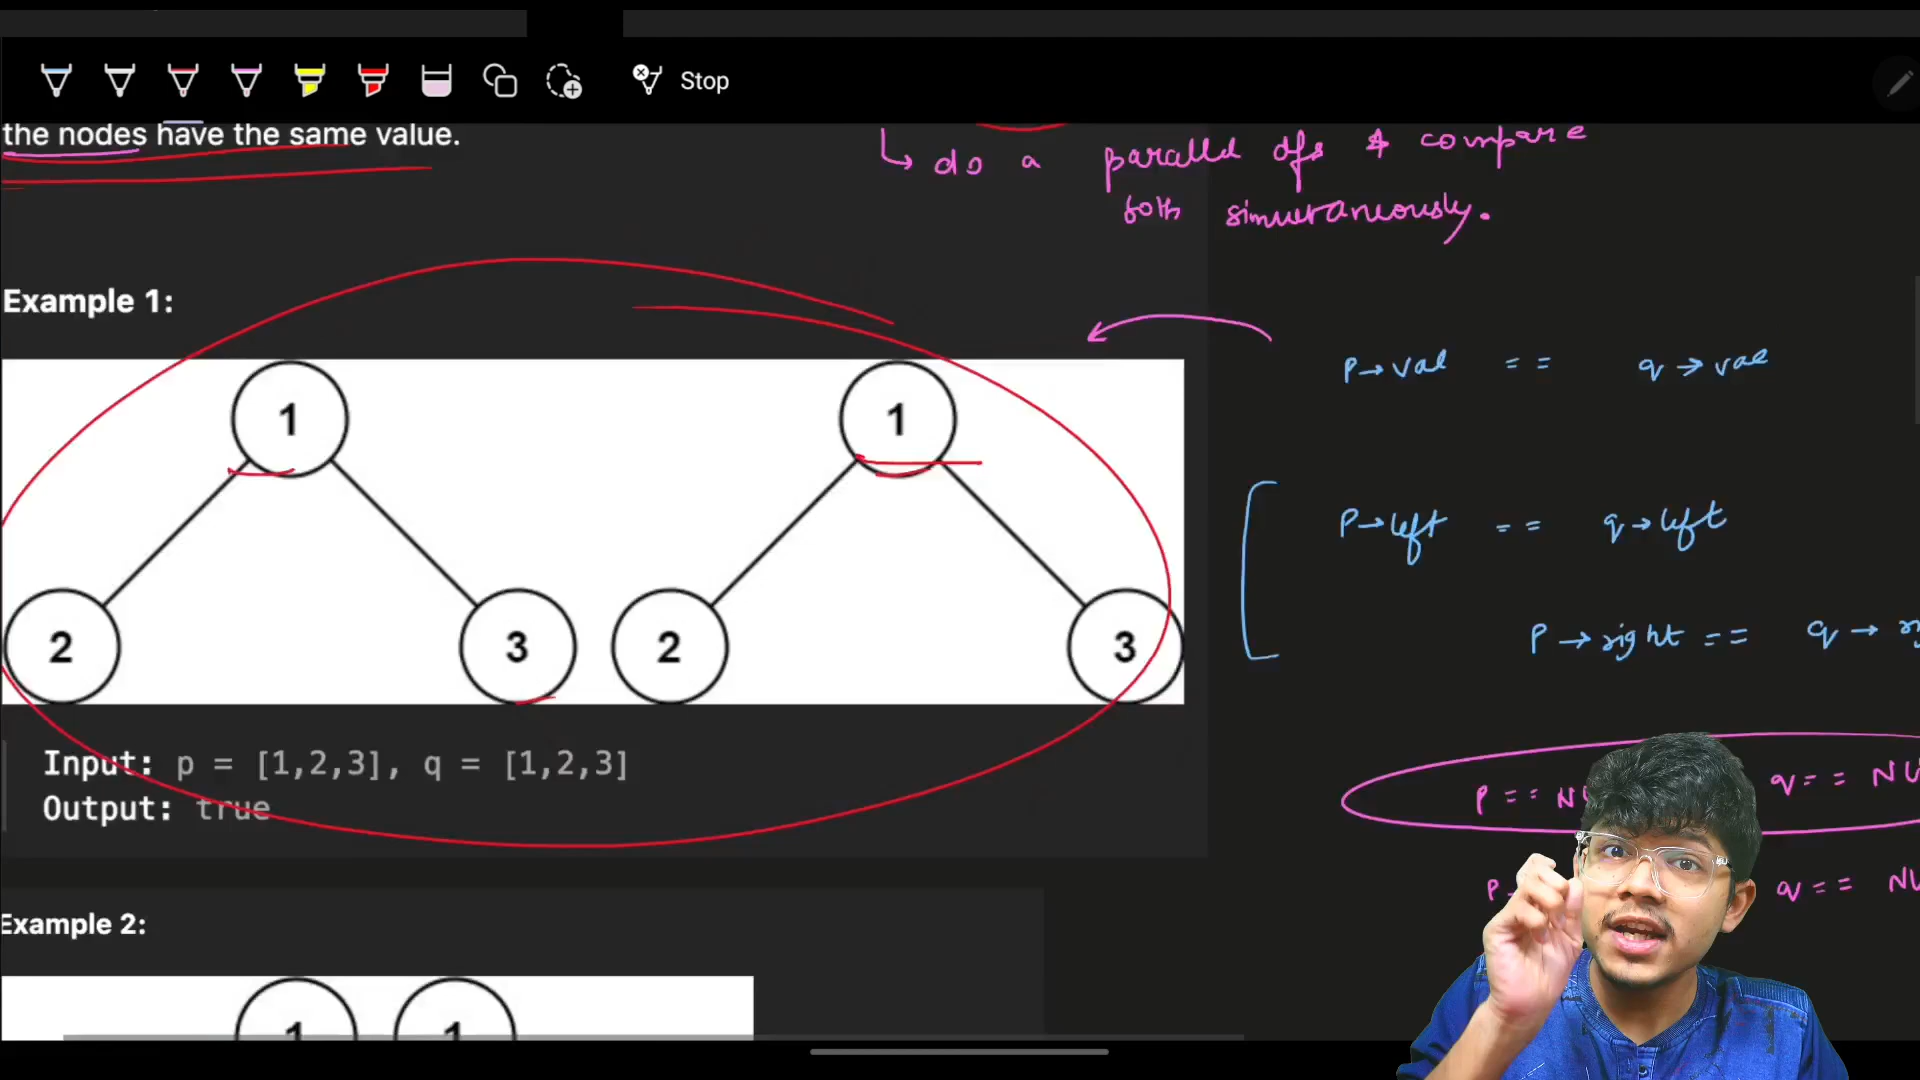 Stop
the nodes have the same value.
↳ do a parallel dfs & compare
both simultaneously.
Example 1:
1
1
2
3
2
3
p→val == q→val
p→left == q→left
p→right == q→
Input: p = [1,2,3], q = [1,2,3]
Output: true
p == q ==
p q ==
Example 2:
1
1